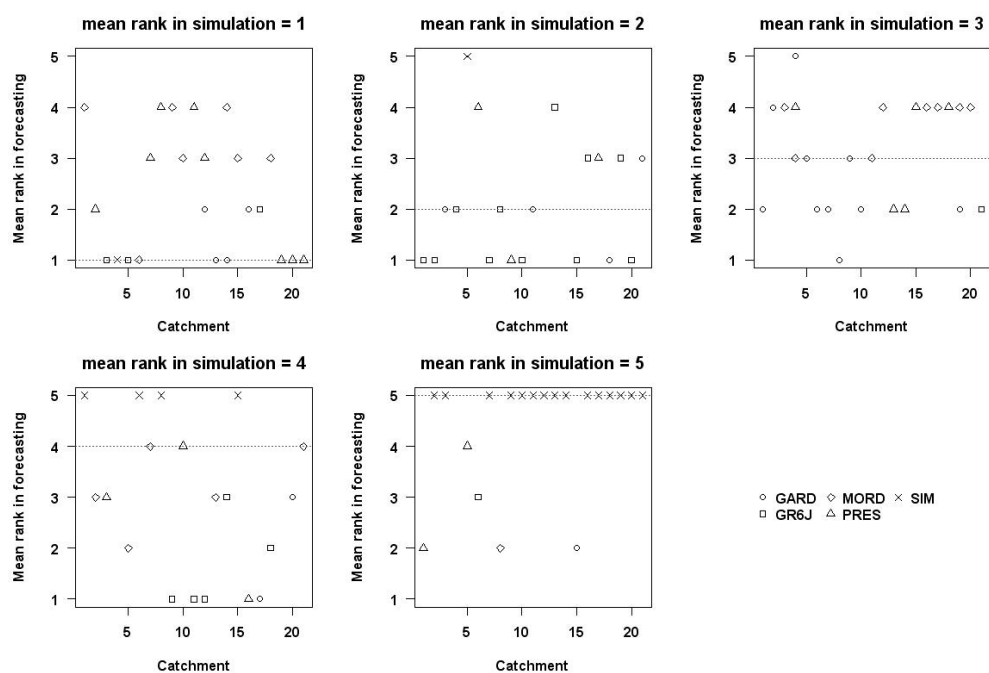 mean rank in simulation = 1
mean rank in simulation = 2
mean rank in simulation = 3
Mean rank in forecasting
5
4
3
2
1
5 10 15 20
Catchment
Mean rank in forecasting
5
4
3
2
1
5 10 15 20
Catchment
Mean rank in forecasting
5
4
3
2
1
5 10 15 20
Catchment
mean rank in simulation = 4
mean rank in simulation = 5
Mean rank in forecasting
5
4
3
2
1
5 10 15 20
Catchment
Mean rank in forecasting
5
4
3
2
1
5 10 15 20
Catchment
GARD MORD SIM
GR6J PRES